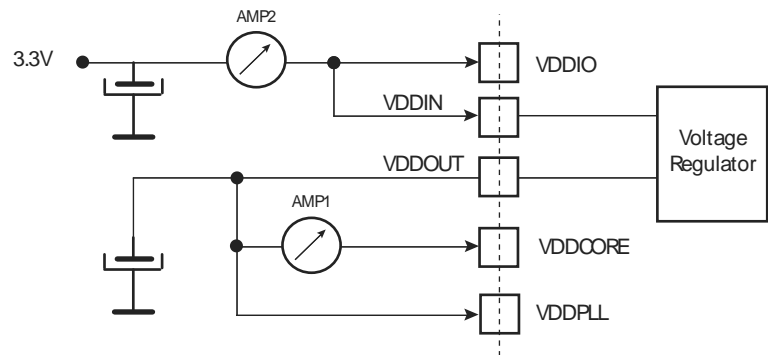 AMP2
3.3V
VDDIO
VDDIN
Voltage
Regulator
VDDOUT
AMP1
VDDCORE
VDDPLL